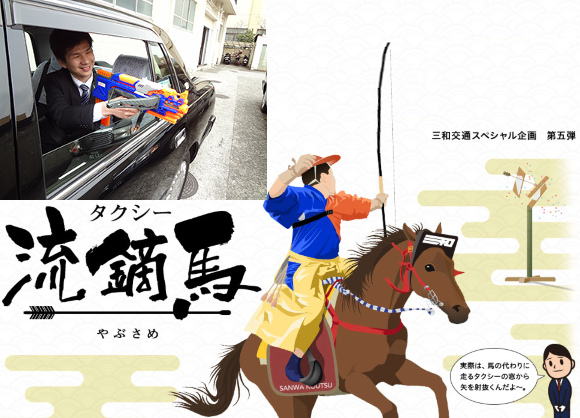 三和交通スペシャル企画 第五弾
タクシー
流鏑馬
やぶさめ
SANWA KOUTSU
実際は、馬の代わりに
走るタクシーの窓から
矢を射抜くんだよ〜。